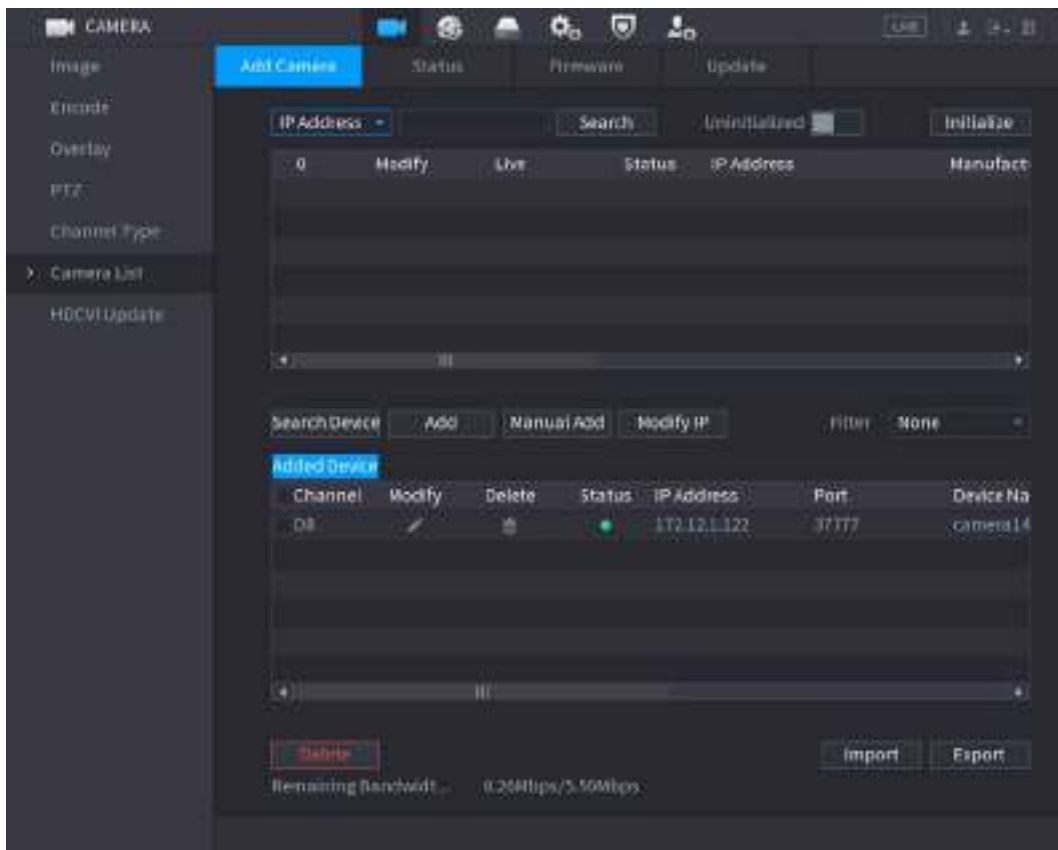 CAMERA LIVE
Image Add Camera Status Firmware Update
Encode
IP Address Search Uninitialized Initialize
Overlay
0 Modify Live Status IP Address Manufact
PTZ
Channel Type
Camera List
HDCVI Update
Search Device Add Manual Add Modify IP Filter None
Added Device
Channel Modify Delete Status IP Address Port Device Na
D8 172.12.1.122 37777 camera14
Delete Import Export
Remaining Bandwidt... 0.26Mbps/5.50Mbps